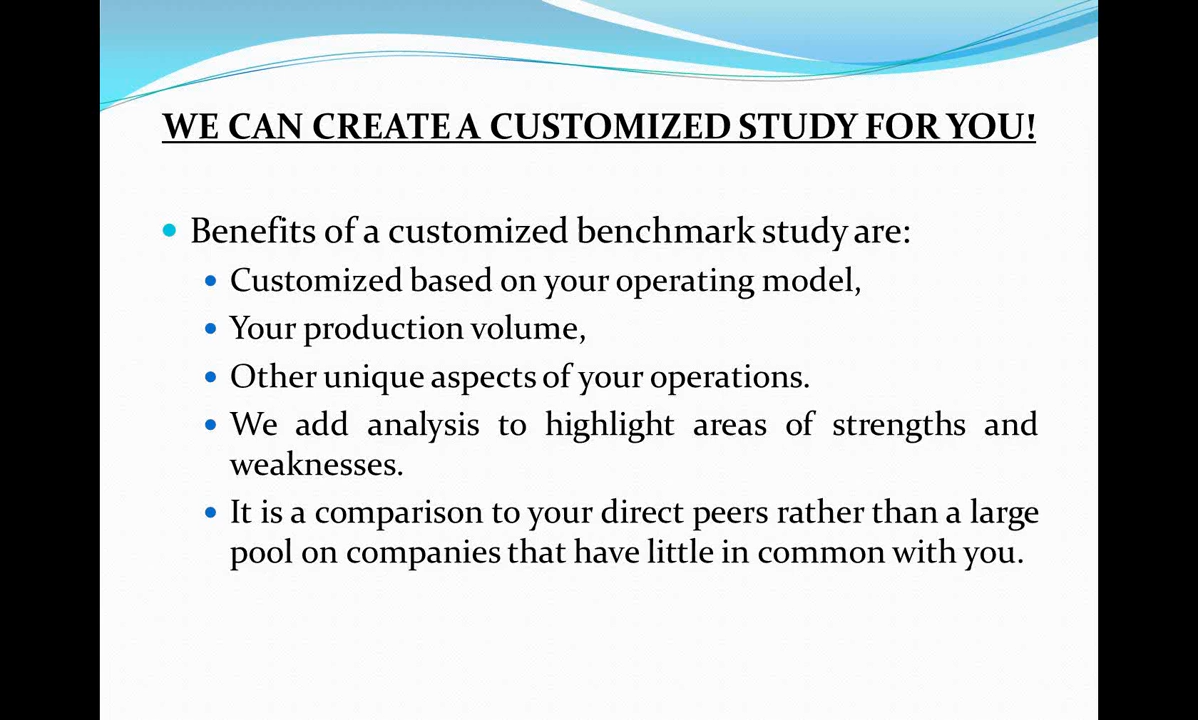 WE CAN CREATE A CUSTOMIZED STUDY FOR YOU!
Benefits of a customized benchmark study are:
Customized based on your operating model,
Your production volume,
Other unique aspects of your operations.
We add analysis to highlight areas of strengths and
weaknesses.
It is a comparison to your direct peers rather than a large
pool on companies that have little in common with you.